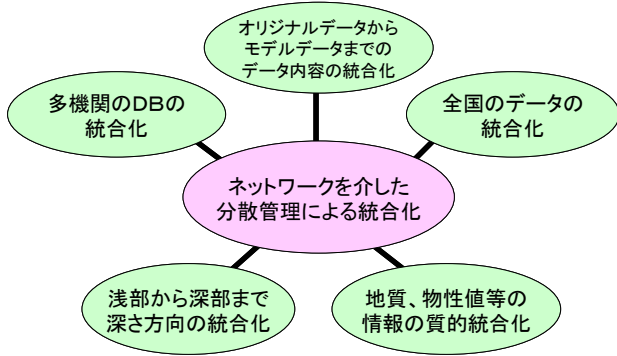 オリジナルデータから
モデルデータまでの
データ内容の統合化
多機関のDBの
統合化
全国のデータの
統合化
ネットワークを介した
分散管理による統合化
浅部から深部まで
深さ方向の統合化
地質、物性値等の
情報の質的統合化